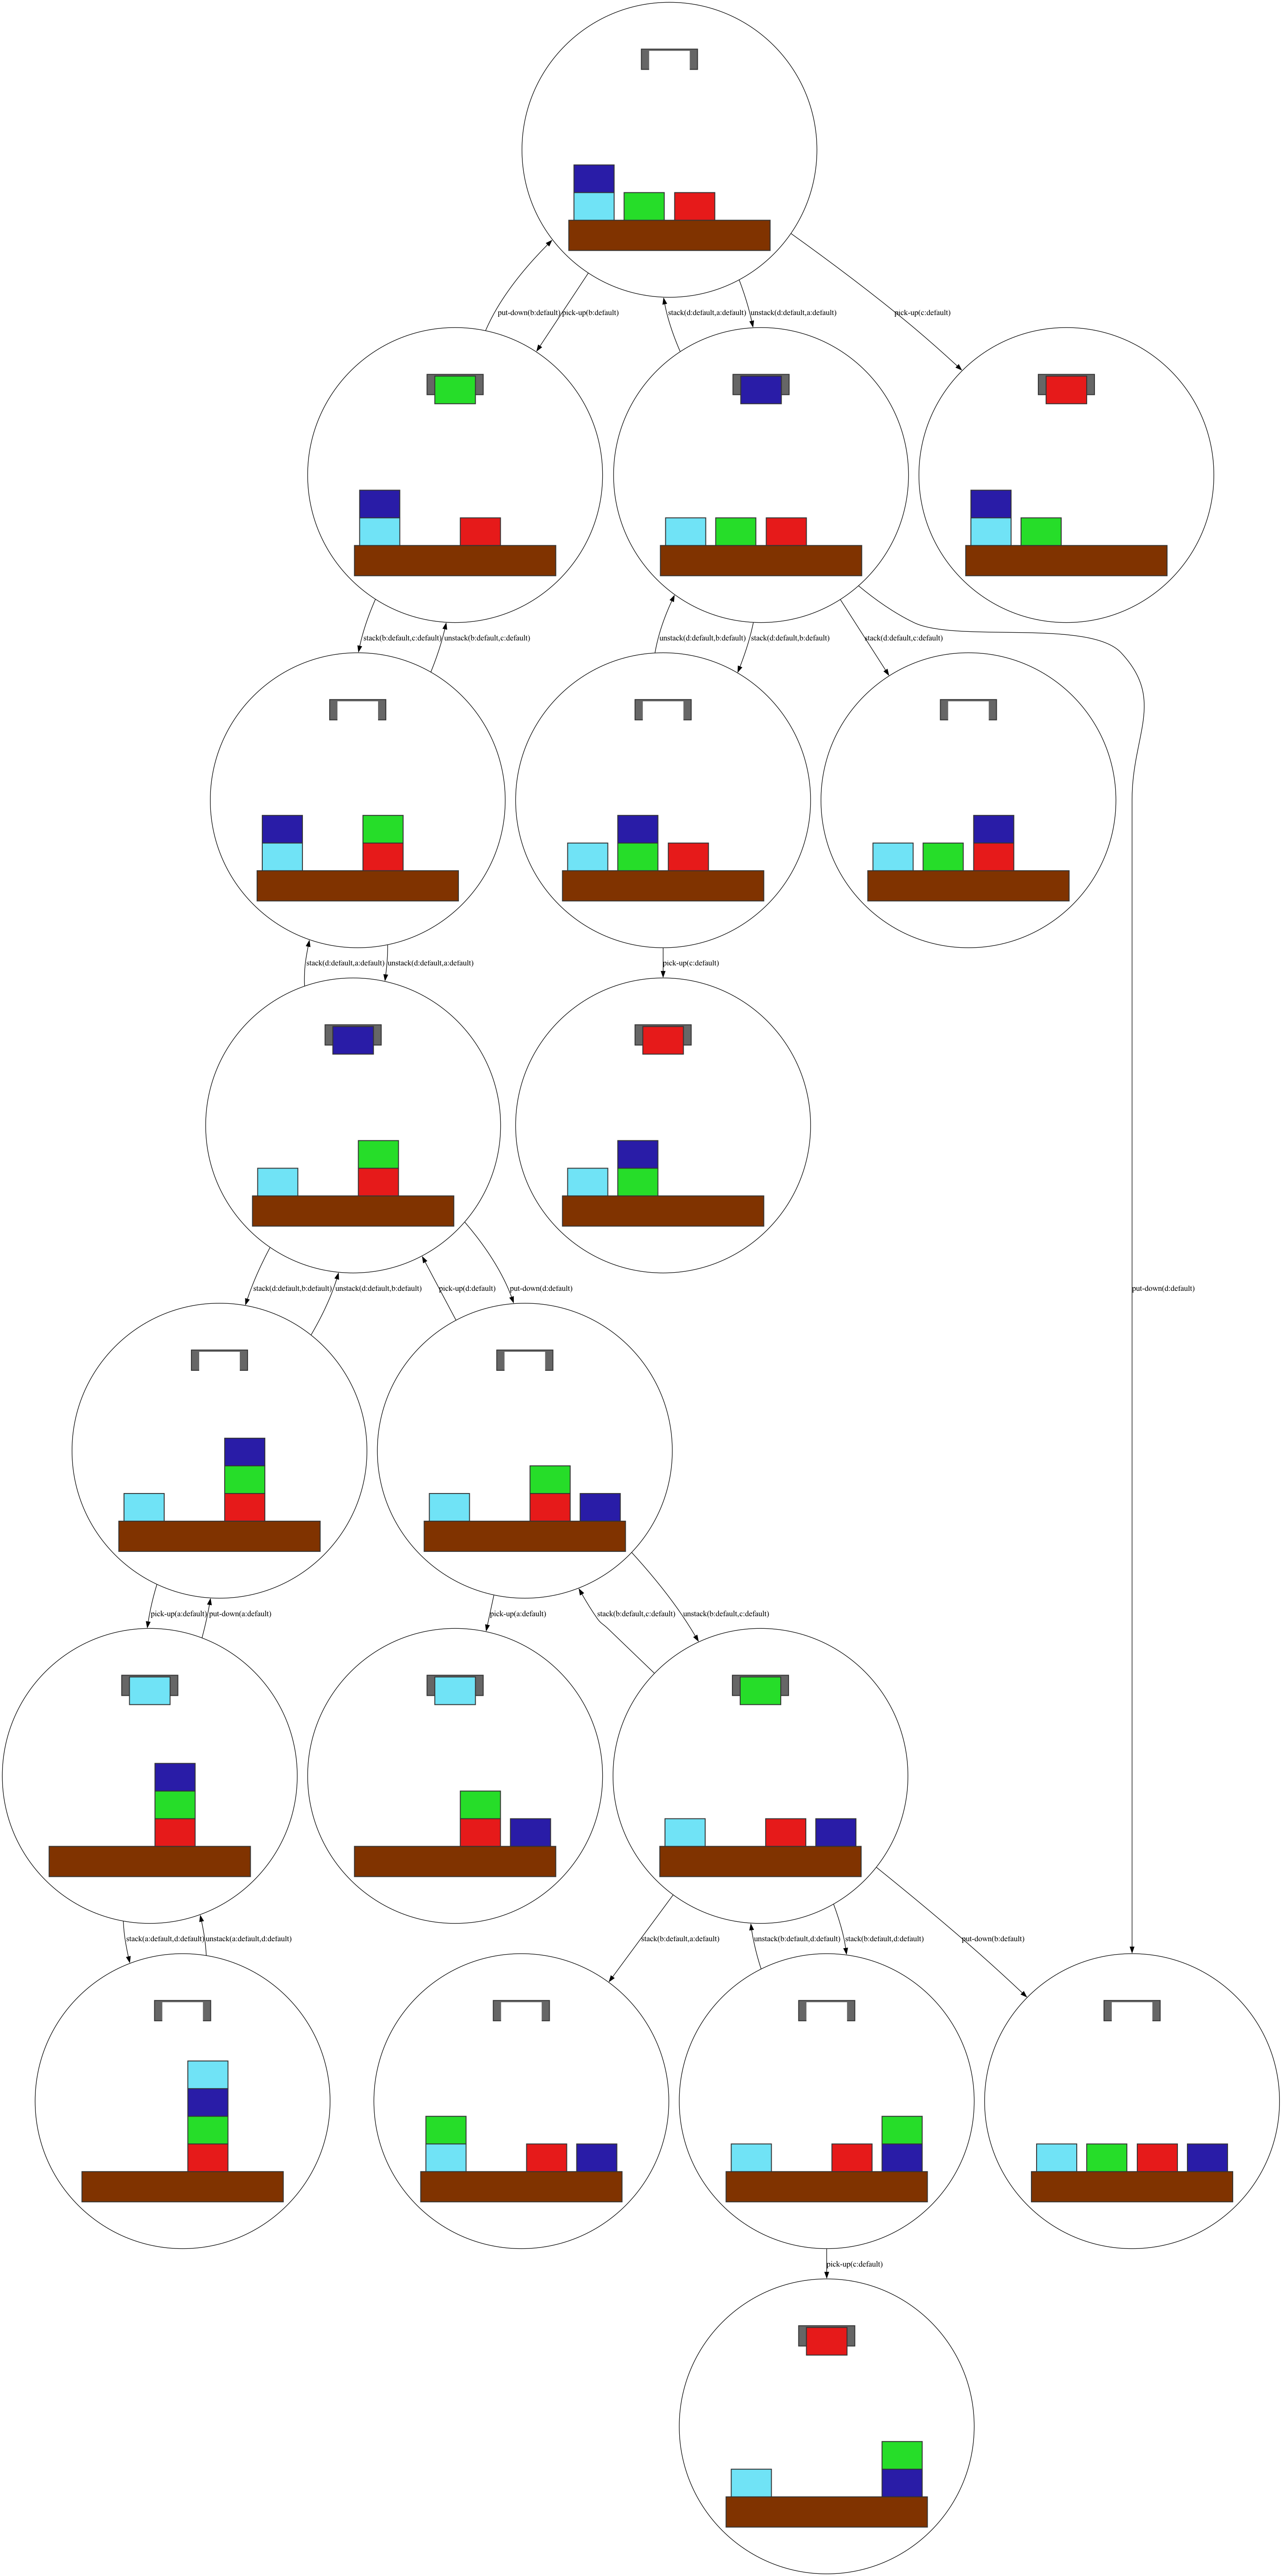 put-down(b:default)
pick-up(b:default)
stack(d:default,a:default)
unstack(d:default,a:default)
pick-up(c:default)
stack(b:default,c:default)
unstack(b:default,c:default)
unstack(d:default,b:default)
stack(d:default,b:default)
stack(d:default,c:default)
stack(d:default,a:default)
unstack(d:default,a:default)
pick-up(c:default)
stack(d:default,b:default)
unstack(d:default,b:default)
pick-up(d:default)
put-down(d:default)
put-down(d:default)
pick-up(a:default)
put-down(a:default)
pick-up(a:default)
stack(b:default,c:default)
unstack(b:default,c:default)
stack(a:default,d:default)
unstack(a:default,d:default)
stack(b:default,a:default)
unstack(b:default,d:default)
stack(b:default,d:default)
put-down(b:default)
pick-up(c:default)